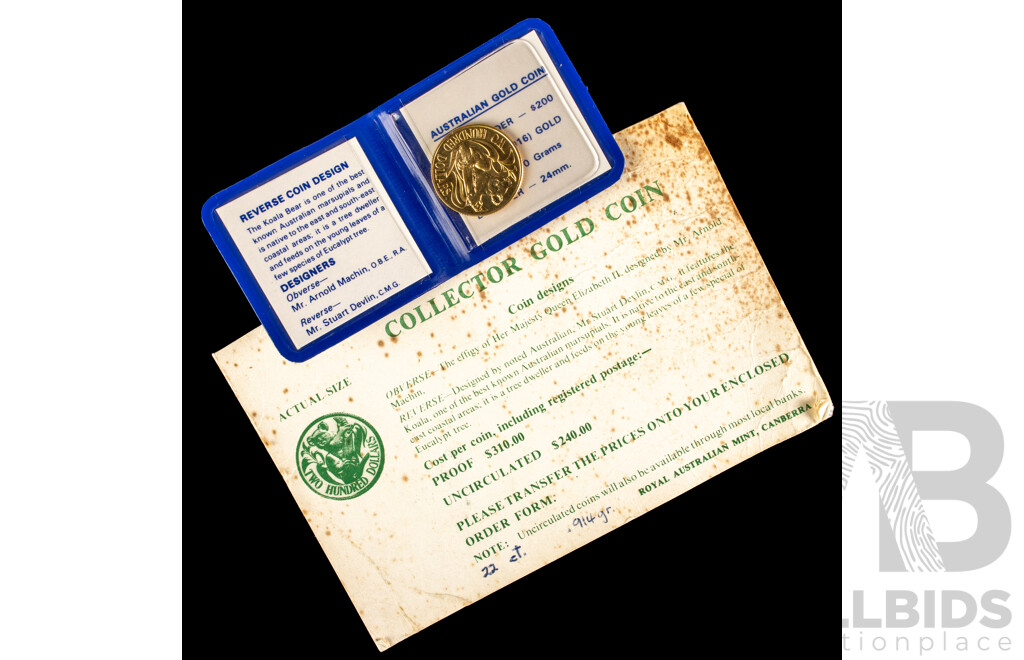 REVERSE COIN DESIGN
The Koala Bear is one of the best
known Australian marsupials and
is native to the east and south-east
coastal areas; it is a tree dweller
and feeds on the young leaves of a
few species of Eucalypt tree.
DESIGNERS
Obverse—
Mr. Arnold Machin, O.B.E., R.A.
Reverse—
Mr. Stuart Devlin, C.M.G.
AUSTRALIAN GOLD COIN
— $200
GOLD
Grams
— 24mm.
TWO HUNDRED DOLLARS
COLLECTOR GOLD COIN
Coin designs
OBVERSE—The effigy of Her Majesty Queen Elizabeth II, designed by Mr. Arnold
Machin.
REVERSE—Designed by noted Australian, Mr. Stuart Devlin, it features the
Koala, one of the best known Australian marsupials. It is native to the east and south-
east coastal areas; it is a tree dweller and feeds on the young leaves of a few species of
Eucalypt tree.
Cost per coin, including registered postage:—
PROOF $310.00
UNCIRCULATED $240.00
PLEASE TRANSFER THE PRICES ONTO YOUR ENCLOSED
ORDER FORM.
NOTE: Uncirculated coins will also be available through most local banks.
ROYAL AUSTRALIAN MINT, CANBERRA
22 ct. .914 gr.
ACTUAL SIZE
TWO HUNDRED DOLLARS
B
LLBIDS
tionplace